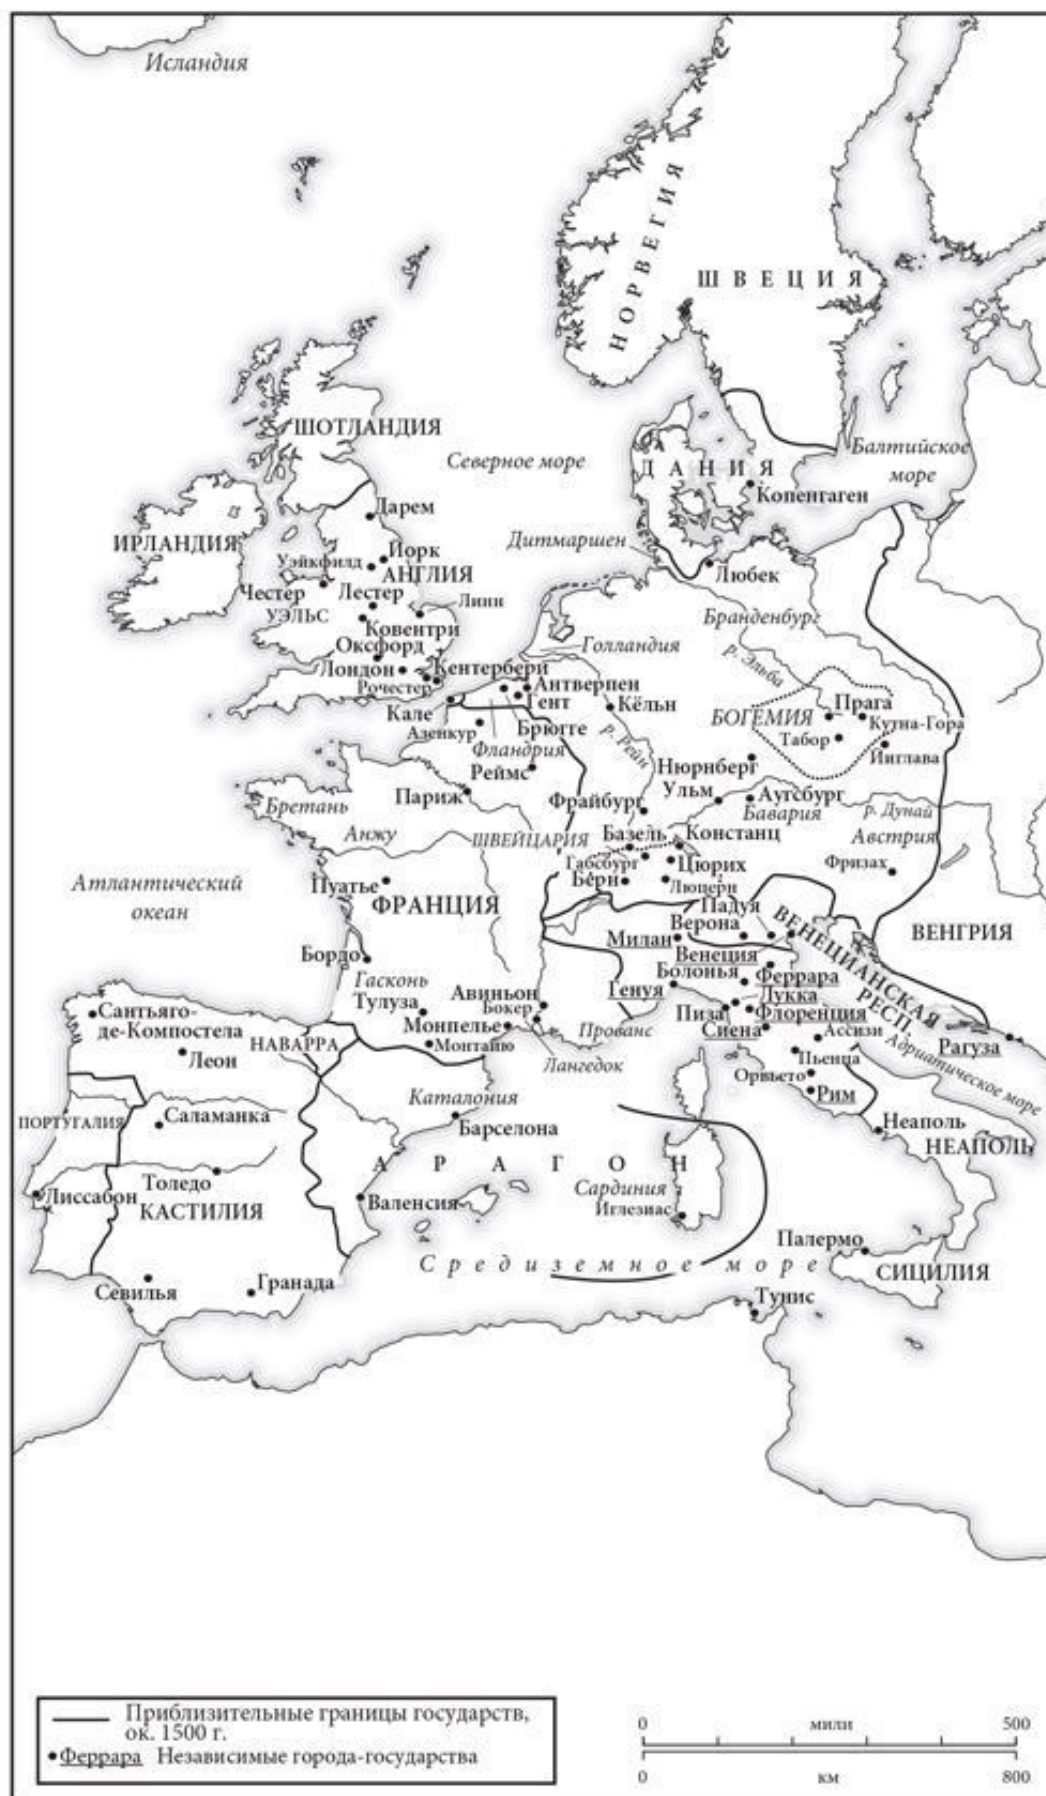 Исландия
НОРВЕГИЯ
ШВЕЦИЯ
ШОТЛАНДИЯ
Северное море
Балтийское
море
ДАНИЯ
Копенгаген
Дарем
ИРЛАНДИЯ
Дитмаршен
Йорк
Уэйкфилд
АНГЛИЯ
Любек
Честер
Лестер
Линн
УЭЛЬС
Ковентри
Бранденбург
Оксфорд
Голландия
р. Эльба
Лондон
Кентербери
Рочестер
Антверпен
Гент
Кёльн
Прага
БОГЕМИЯ
Кутна-Гора
Кале
Брюгге
Азенкур
Фландрия
р. Рейн
Табор
Йиглава
Реймс
Нюрнберг
Париж
Ульм
Аугсбург
Фрайбург
Бретань
Бавария
р. Дунай
Анжу
ШВЕЙЦАРИЯ
Базель
Констанц
Австрия
Габсбург
Цюрих
Фризах
Атлантический
океан
Пуатье
Берн
Люцерн
ФРАНЦИЯ
Падуя
Верона
ВЕНГРИЯ
Милан
ВЕНЕЦИАНСКАЯ
РЕСП.
Бордо
Венеция
Болонья
Феррара
Гасконь
Генуя
Тулуза
Авиньон
Бокер
Лукка
Сантьяго-
де-Компостела
Пиза
Флоренция
Монпелье
Прованс
Сиена
Ассизи
НАВАРРА
Монтайю
Рагуза
Леон
Лангедок
Пьенца
Адриатическое море
Орвьето
Рим
Каталония
ПОРТУГАЛИЯ
Саламанка
Барселона
Неаполь
НЕАПОЛЬ
АРАГОН
Толедо
Сардиния
Лиссабон
Валенсия
Иглезиас
КАСТИЛИЯ
Палермо
Средиземное море
СИЦИЛИЯ
Севилья
Гранада
Тунис
Приблизительные границы государств,
ок. 1500 г.
Феррара Независимые города-государства
0 мили 500
0 км 800